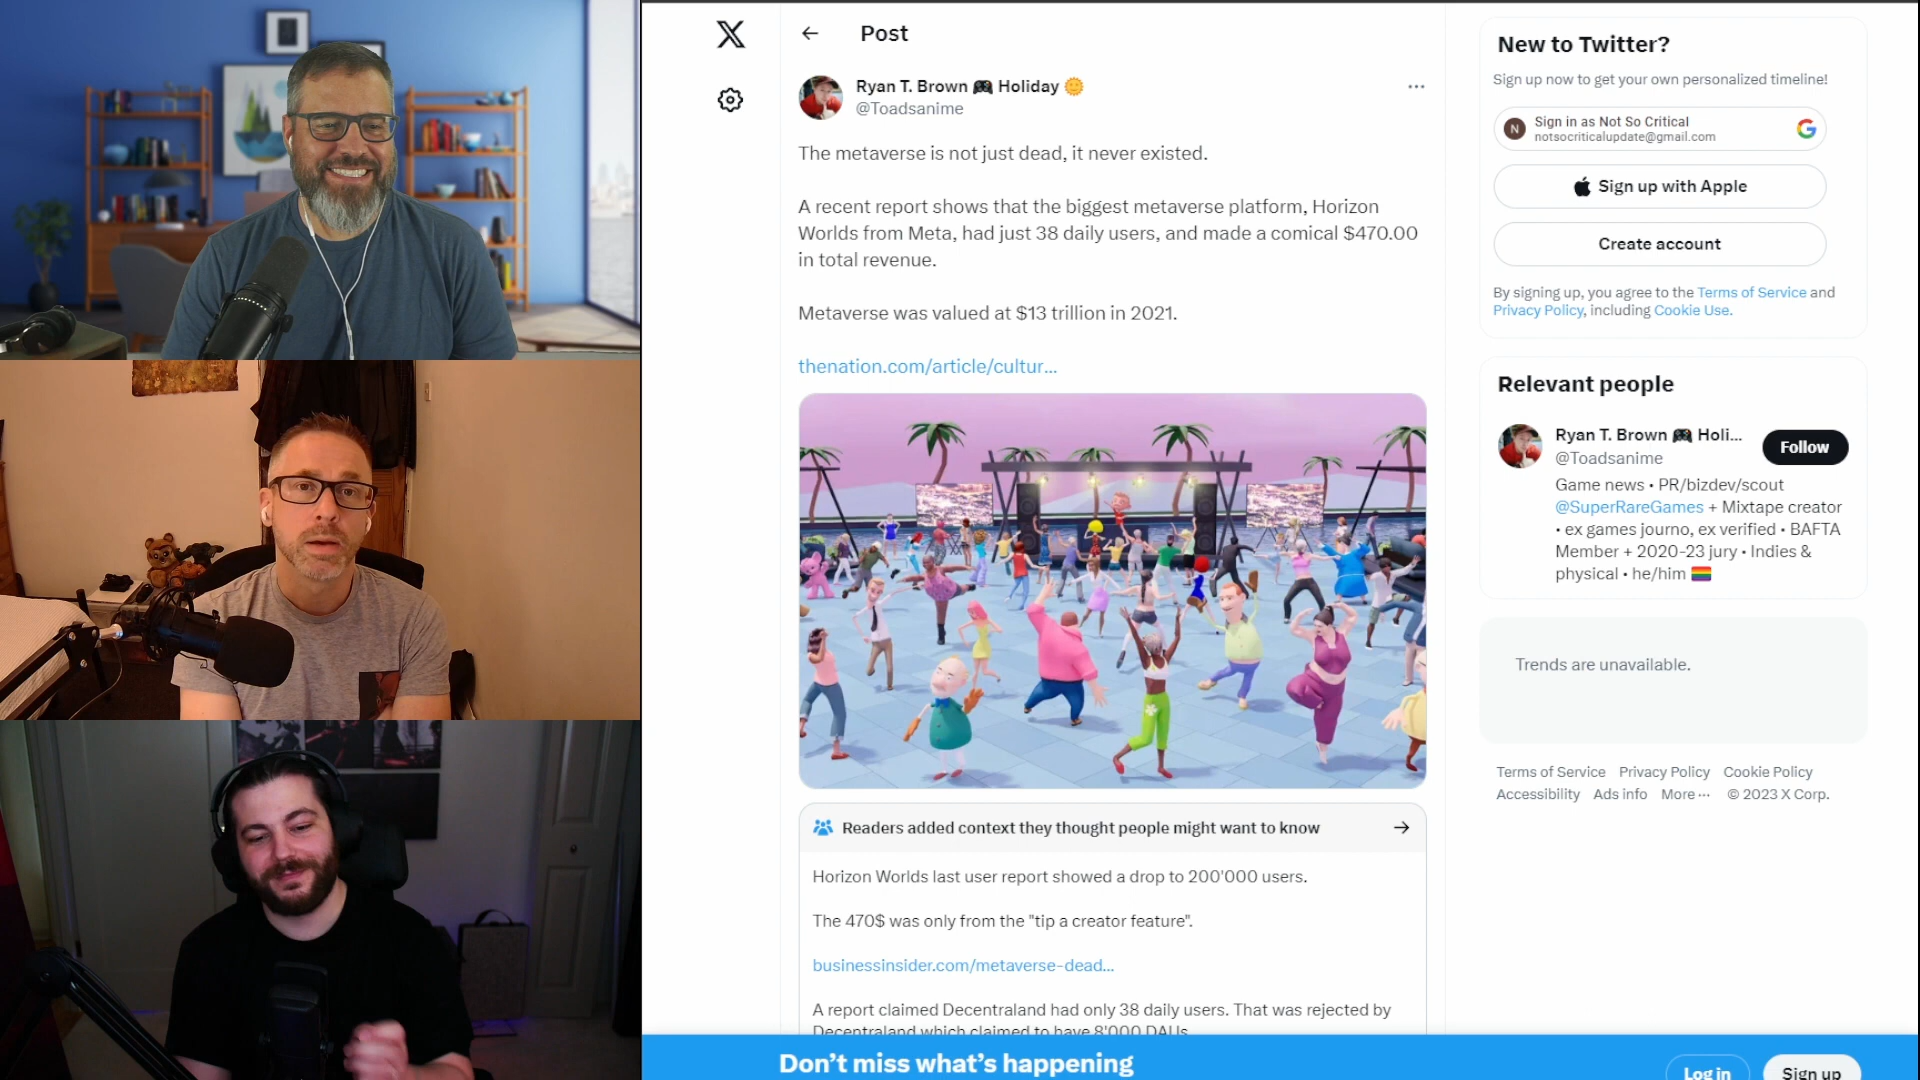 Post
Ryan T. Brown 🎮 Holiday 🌞
@Toadsanime
The metaverse is not just dead, it never existed.
A recent report shows that the biggest metaverse platform, Horizon
Worlds from Meta, had just 38 daily users, and made a comical $470.00
in total revenue.
Metaverse was valued at $13 trillion in 2021.
thenation.com/article/cultur...
Readers added context they thought people might want to know
Horizon Worlds last user report showed a drop to 200'000 users.
The 470$ was only from the "tip a creator feature".
businessinsider.com/metaverse-dead...
A report claimed Decentraland had only 38 daily users. That was rejected by
Decentraland which claimed to have 8'000 DAUs
New to Twitter?
Sign up now to get your own personalized timeline!
N
Sign in as Not So Critical
notsocriticalupdate@gmail.com
Sign up with Apple
Create account
By signing up, you agree to the Terms of Service and
Privacy Policy, including Cookie Use.
Relevant people
Ryan T. Brown 🎮 Holi...
@Toadsanime
Follow
Game news • PR/bizdev/scout
@SuperRareGames + Mixtape creator
• ex games journo, ex verified • BAFTA
Member + 2020-23 jury • Indies &
physical • he/him 🏳️‍🌈
Trends are unavailable.
Terms of Service Privacy Policy Cookie Policy
Accessibility Ads info More ··· © 2023 X Corp.
Don't miss what's happening
Log in
Sign up